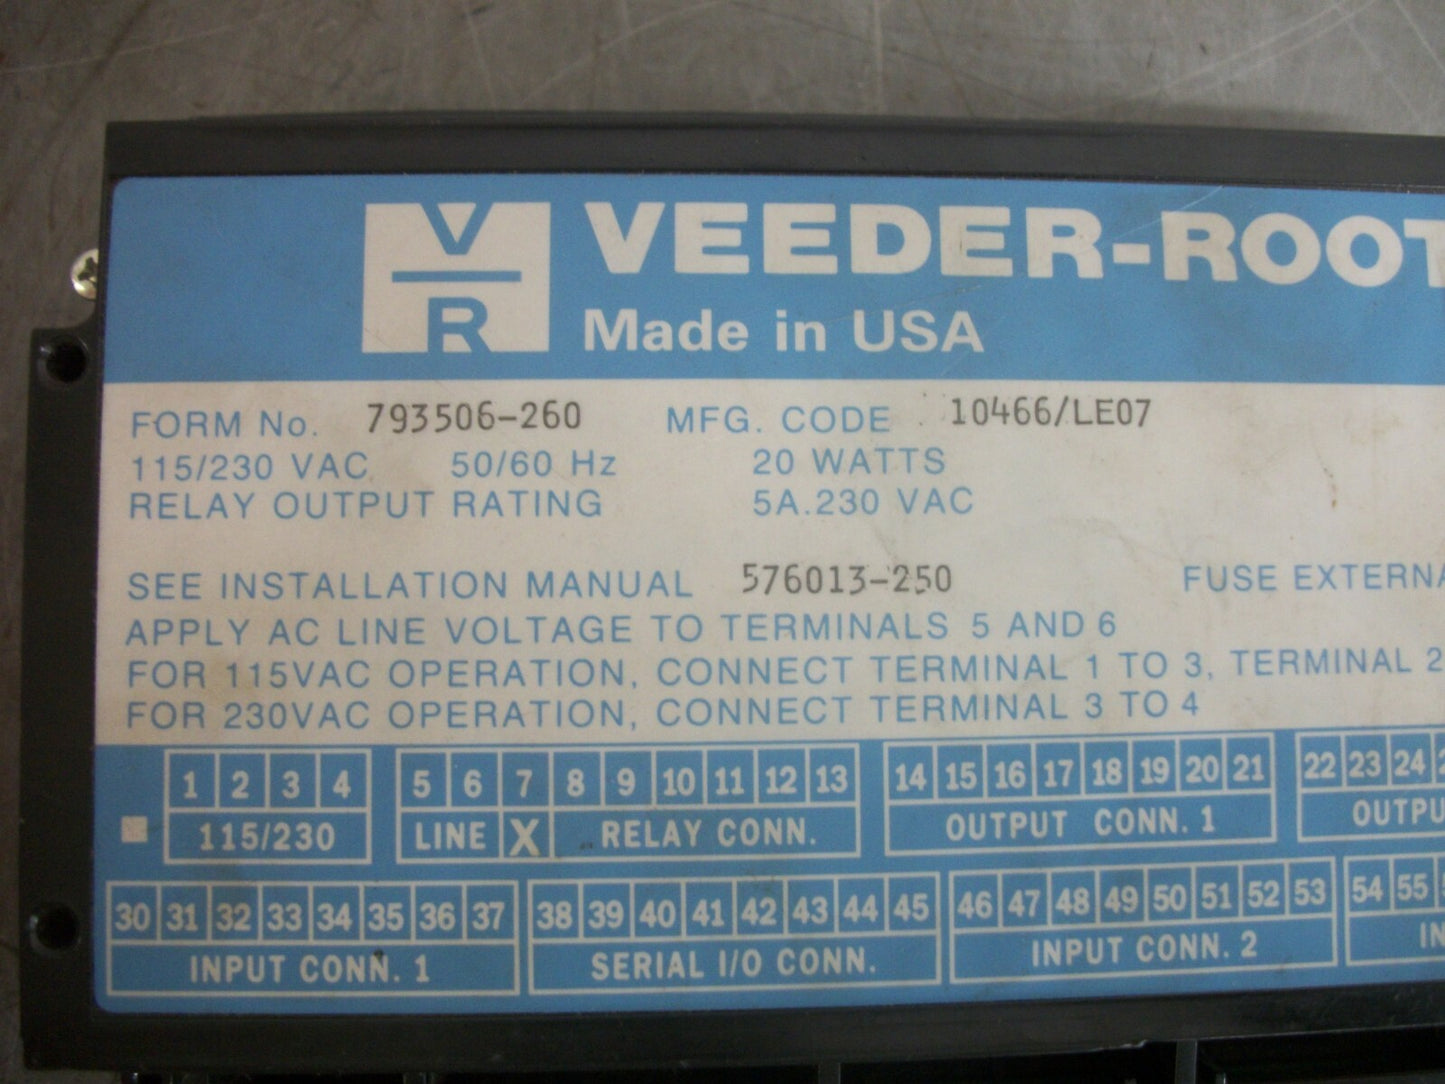 V
R
VEEDER-ROOT
Made in USA
FORM No. 793506-260 MFG. CODE 10466/LE07
115/230 VAC 50/60 Hz 20 WATTS
RELAY OUTPUT RATING 5A.230 VAC
SEE INSTALLATION MANUAL 576013-250 FUSE EXTERNA
APPLY AC LINE VOLTAGE TO TERMINALS 5 AND 6
FOR 115VAC OPERATION, CONNECT TERMINAL 1 TO 3, TERMINAL 2
FOR 230VAC OPERATION, CONNECT TERMINAL 3 TO 4
1 2 3 4 5 6 7 8 9 10 11 12 13 14 15 16 17 18 19 20 21 22 23 24
115/230 LINE X RELAY CONN. OUTPUT CONN. 1 OUTPU
30 31 32 33 34 35 36 37 38 39 40 41 42 43 44 45 46 47 48 49 50 51 52 53 54 55
INPUT CONN. 1 SERIAL I/O CONN. INPUT CONN. 2 IN